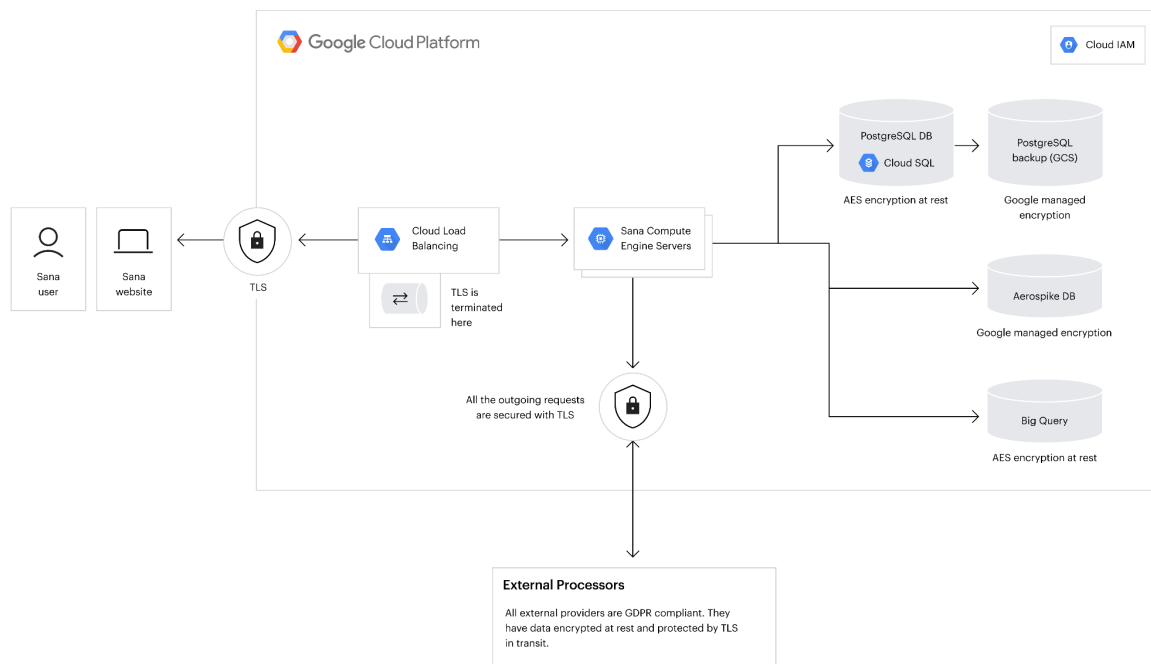 Google Cloud Platform
Cloud IAM
PostgreSQL DB
Cloud SQL
AES encryption at rest
PostgreSQL
backup (GCS)
Google managed
encryption
Sana
user
Sana
website
TLS
Cloud Load
Balancing
TLS is
terminated
here
Sana Compute
Engine Servers
Aerospike DB
Google managed encryption
All the outgoing requests
are secured with TLS
Big Query
AES encryption at rest
External Processors
All external providers are GDPR compliant. They
have data encrypted at rest and protected by TLS
in transit.